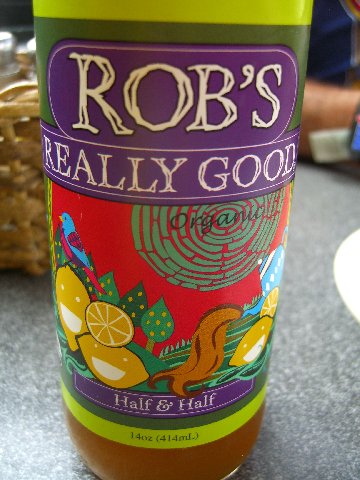 ROB'S
REALLY GOOD
Organic
Half & Half
14oz (414mL)